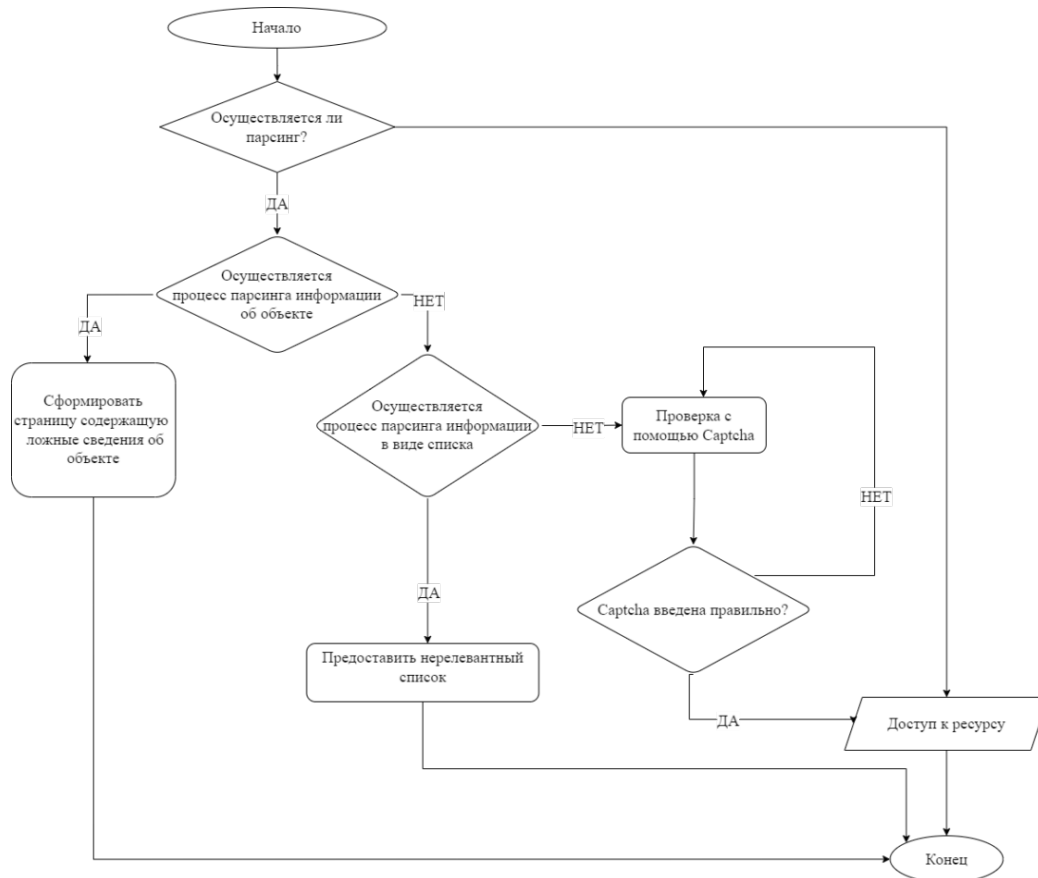 Начало
Осуществляется ли
парсинг?
ДА
Осуществляется
процесс парсинга информации
об объекте
ДА
НЕТ
Сформировать
страницу содержашую
ложные сведения об
объекте
Осуществляется
процесс парсинга информации
в виде списка
НЕТ
Проверка с
помощью Captcha
НЕТ
ДА
Captcha введена правильно?
Предоставить нерелевантный
список
ДА
Доступ к ресурсу
Конец